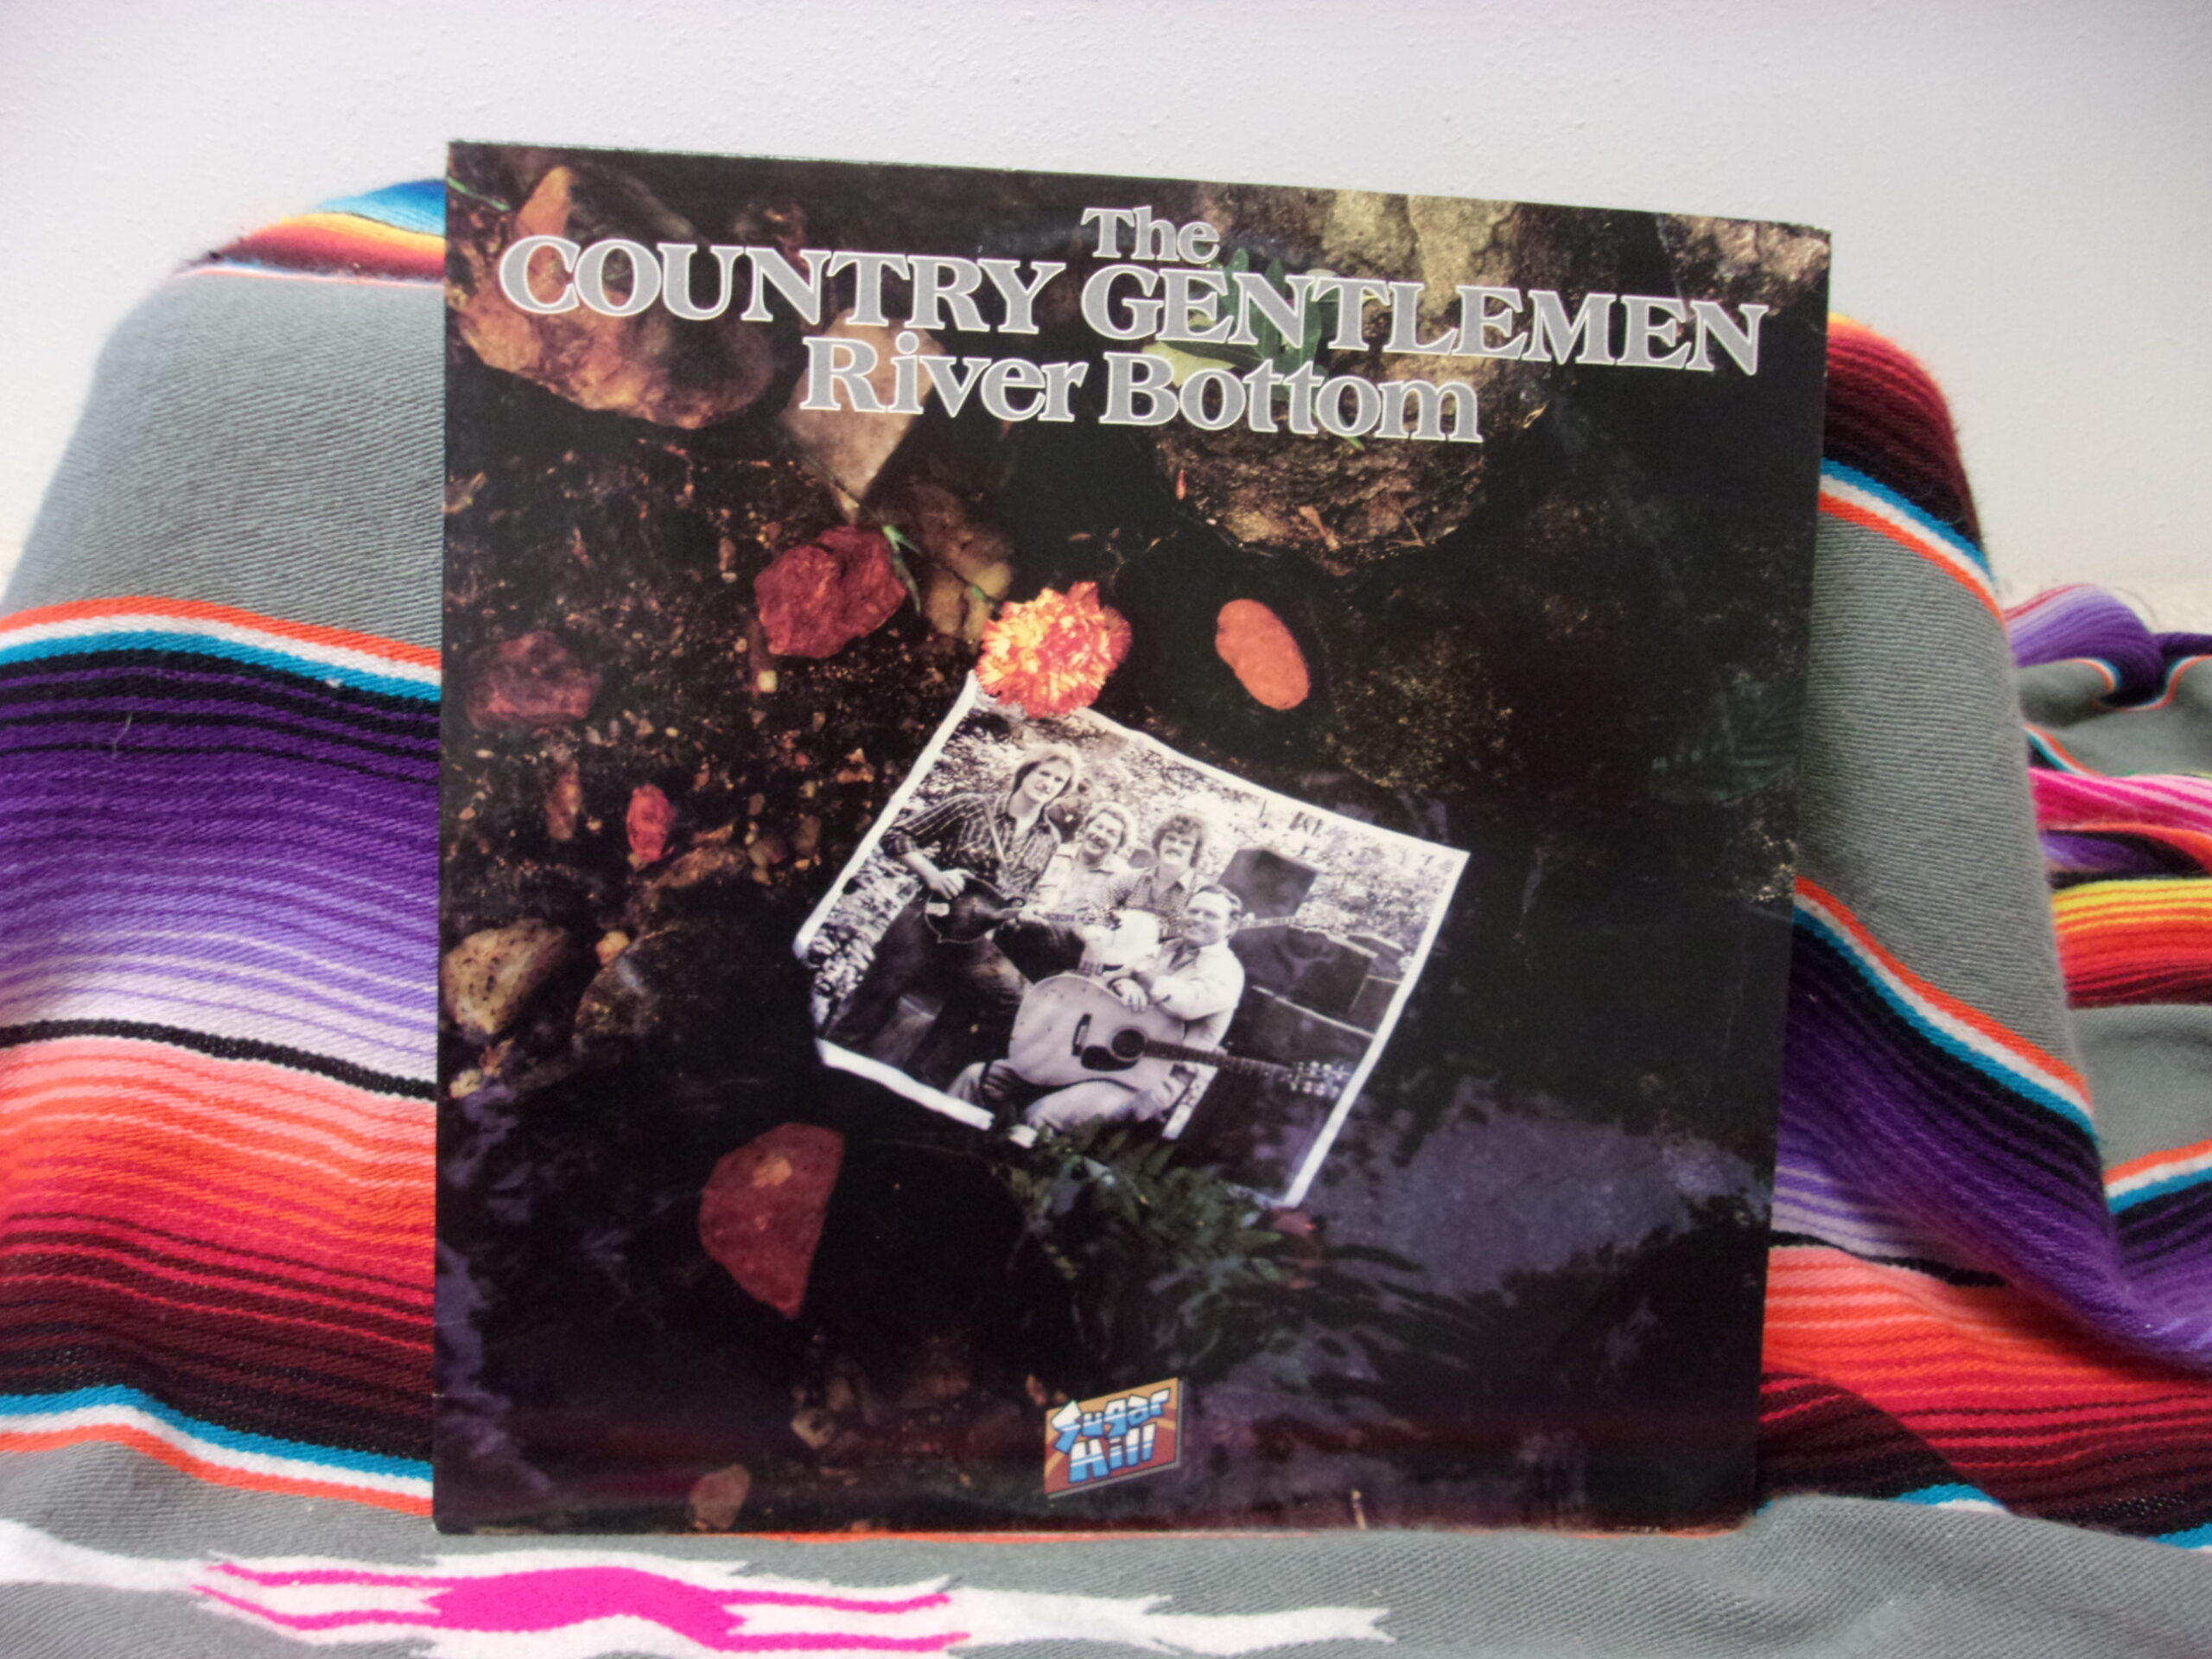 The
COUNTRY GENTLEMEN
River Bottom
Sugar
Hill